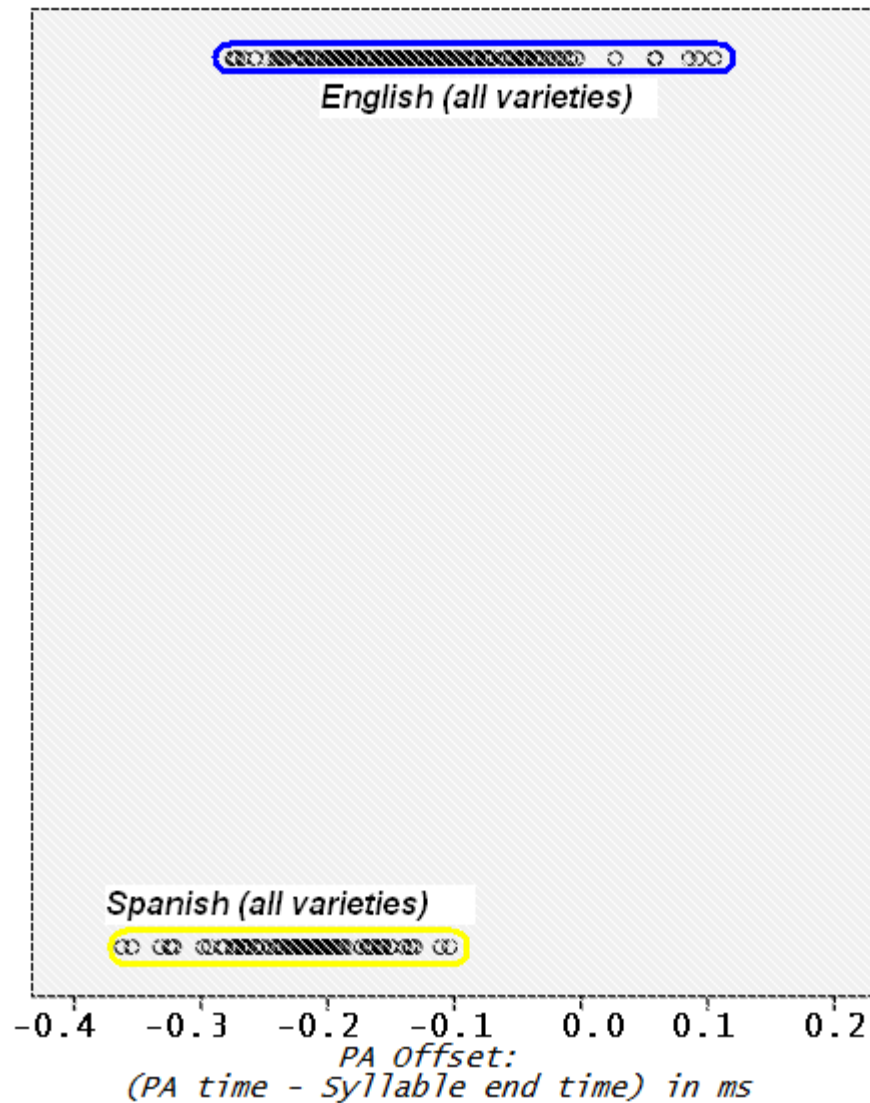 English (all varieties)
Spanish (all varieties)
-0.4 -0.3 -0.2 -0.1 0.0 0.1 0.2
PA Offset:
(PA time - Syllable end time) in ms